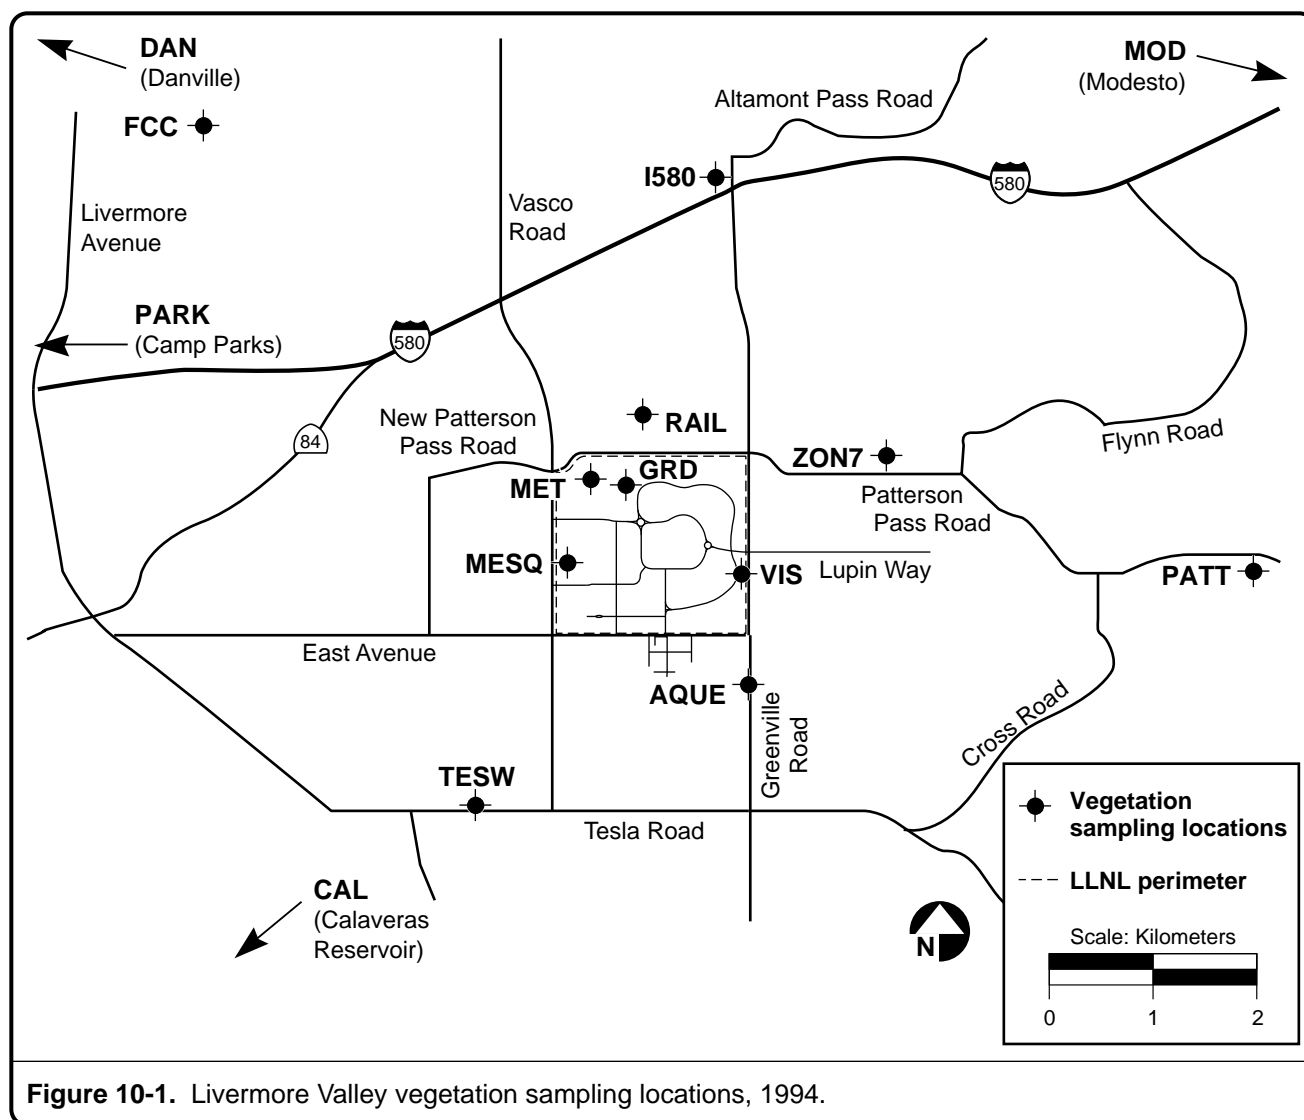 DAN
(Danville)
MOD
(Modesto)
FCC
Altamont Pass Road
I580
580
Vasco
Road
Livermore
Avenue
PARK
(Camp Parks)
580
New Patterson
Pass Road
84
RAIL
Flynn Road
ZON7
GRD
MET
Patterson
Pass Road
MESQ
VIS
Lupin Way
PATT
East Avenue
AQUE
Greenville
Road
Cross Road
TESW
Tesla Road
CAL
(Calaveras
Reservoir)
N
Vegetation
sampling locations
LLNL perimeter
Scale: Kilometers
0 1 2
Figure 10-1. Livermore Valley vegetation sampling locations, 1994.